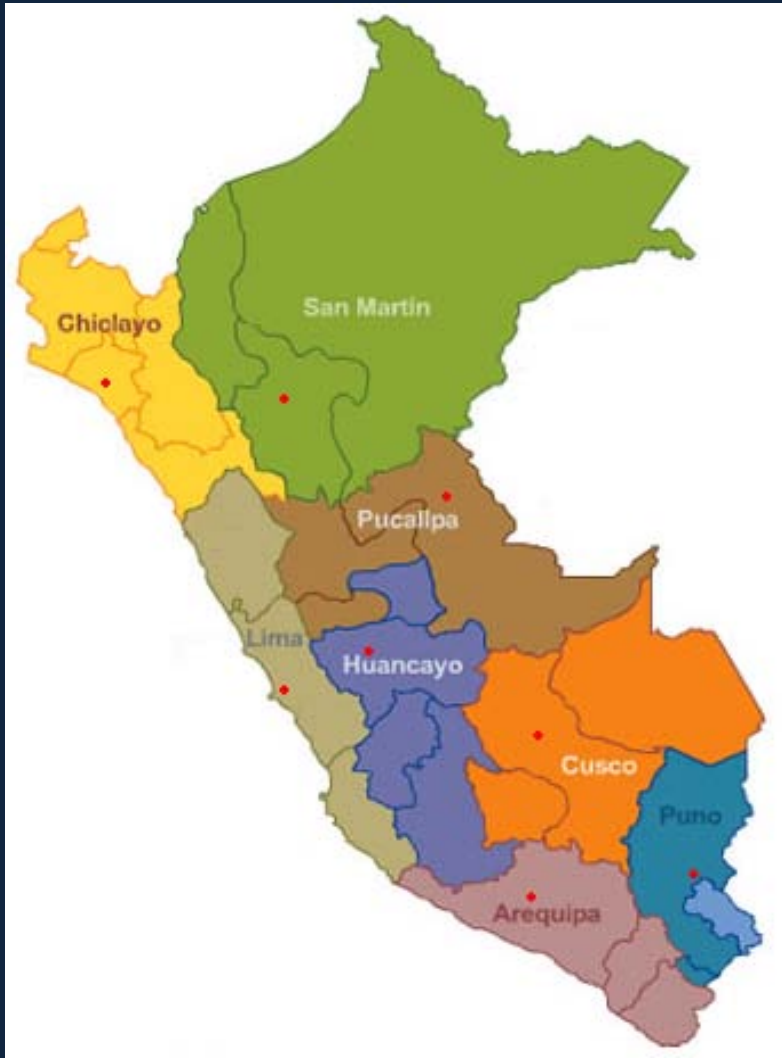 San Martin
Chiclayo
Pucallpa
Lima
Huancayo
Cusco
Puno
Arequipa